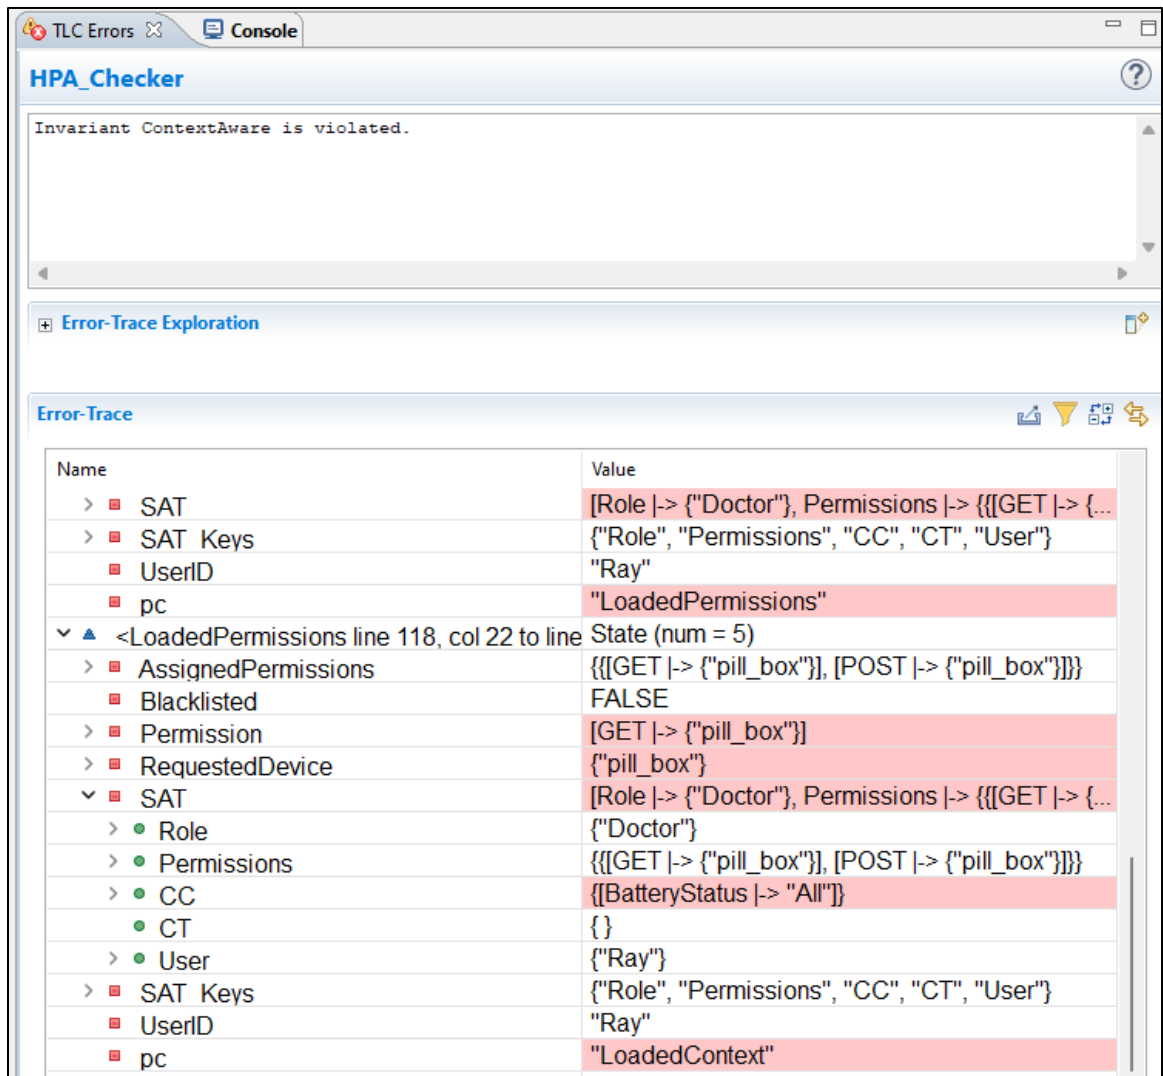 TLC Errors Console
HPA_Checker
Invariant ContextAware is violated.
Error-Trace Exploration
Error-Trace
Name Value
SAT [Role |-> {"Doctor"}, Permissions |-> {{[GET |-> {...
SAT_Keys {"Role", "Permissions", "CC", "CT", "User"}
UserID "Ray"
pc "LoadedPermissions"
<LoadedPermissions line 118, col 22 to line State (num = 5)
AssignedPermissions {{[GET |-> {"pill_box"}], [POST |-> {"pill_box"}]}}
Blacklisted FALSE
Permission [GET |-> {"pill_box"}]
RequestedDevice {"pill_box"}
SAT [Role |-> {"Doctor"}, Permissions |-> {{[GET |-> {...
Role {"Doctor"}
Permissions {{[GET |-> {"pill_box"}], [POST |-> {"pill_box"}]}}
CC {[BatteryStatus |-> "All"]}
CT { }
User {"Ray"}
SAT_Keys {"Role", "Permissions", "CC", "CT", "User"}
UserID "Ray"
pc "LoadedContext"